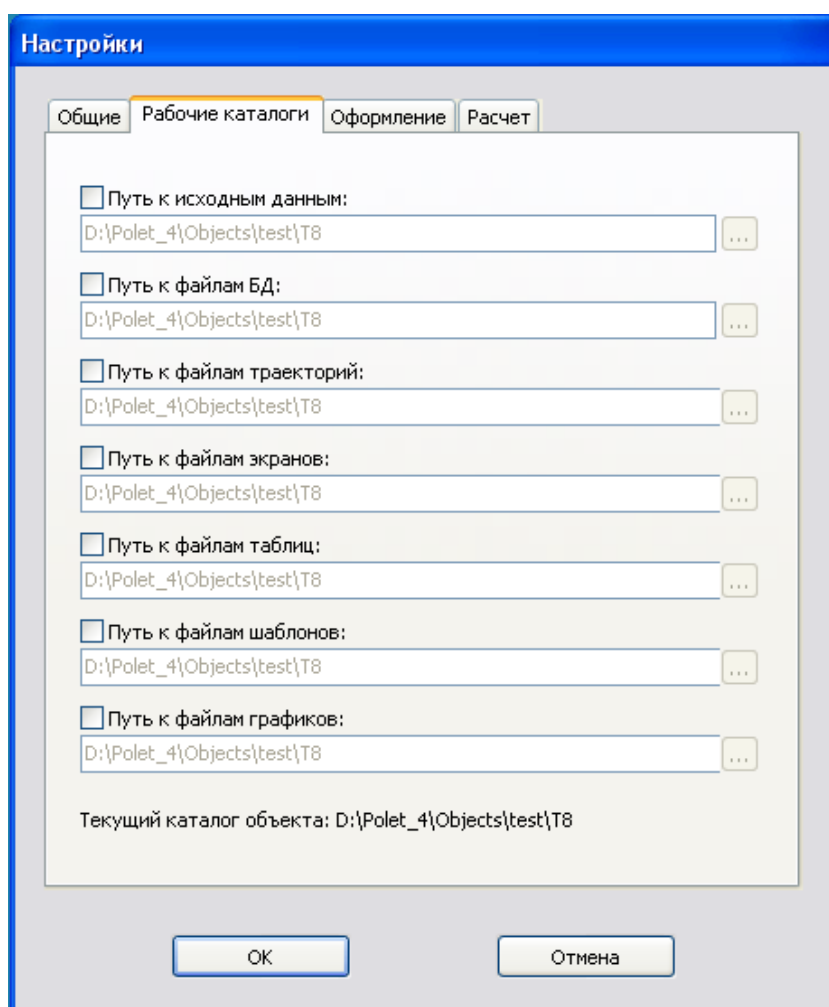 Настройки
Общие Рабочие каталоги Оформление Расчет
Путь к исходным данным:
D:\Polet_4\Objects\test\T8 ...
Путь к файлам БД:
D:\Polet_4\Objects\test\T8 ...
Путь к файлам траекторий:
D:\Polet_4\Objects\test\T8 ...
Путь к файлам экранов:
D:\Polet_4\Objects\test\T8 ...
Путь к файлам таблиц:
D:\Polet_4\Objects\test\T8 ...
Путь к файлам шаблонов:
D:\Polet_4\Objects\test\T8 ...
Путь к файлам графиков:
D:\Polet_4\Objects\test\T8 ...
Текущий каталог объекта: D:\Polet_4\Objects\test\T8
ОК Отмена